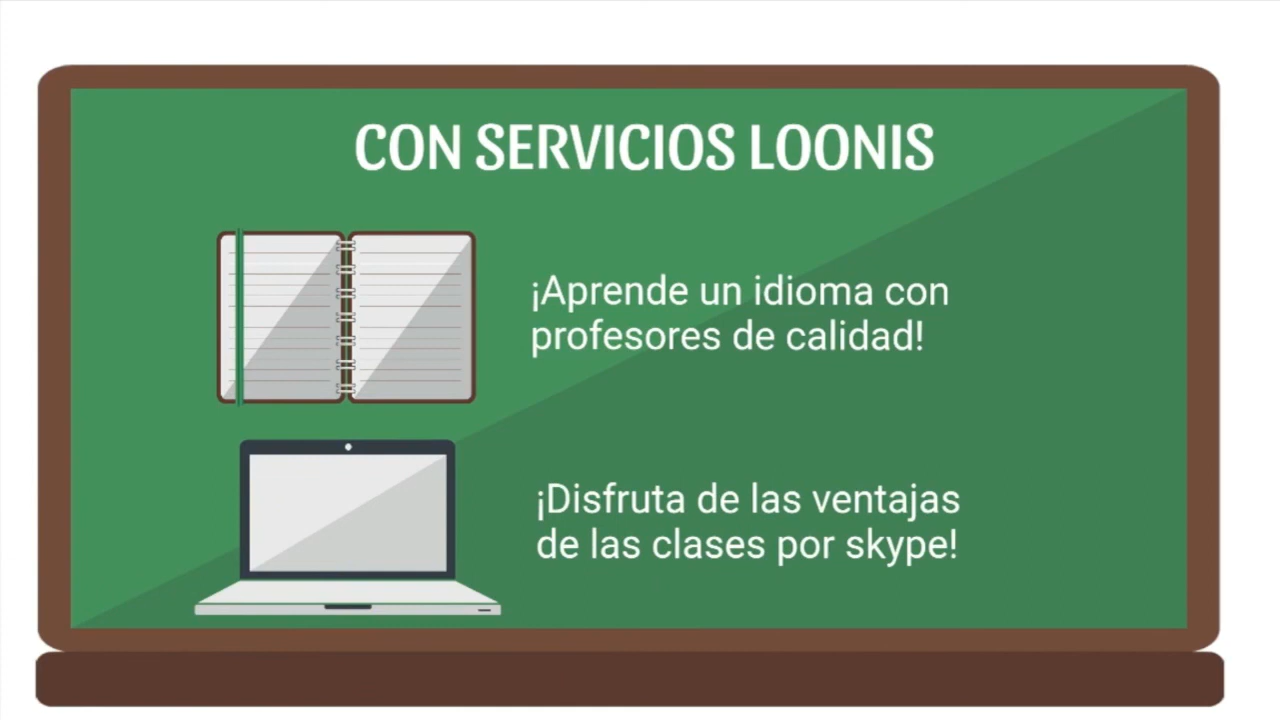 CON SERVICIOS LOONIS
¡Aprende un idioma con
profesores de calidad!
¡Disfruta de las ventajas
de las clases por skype!